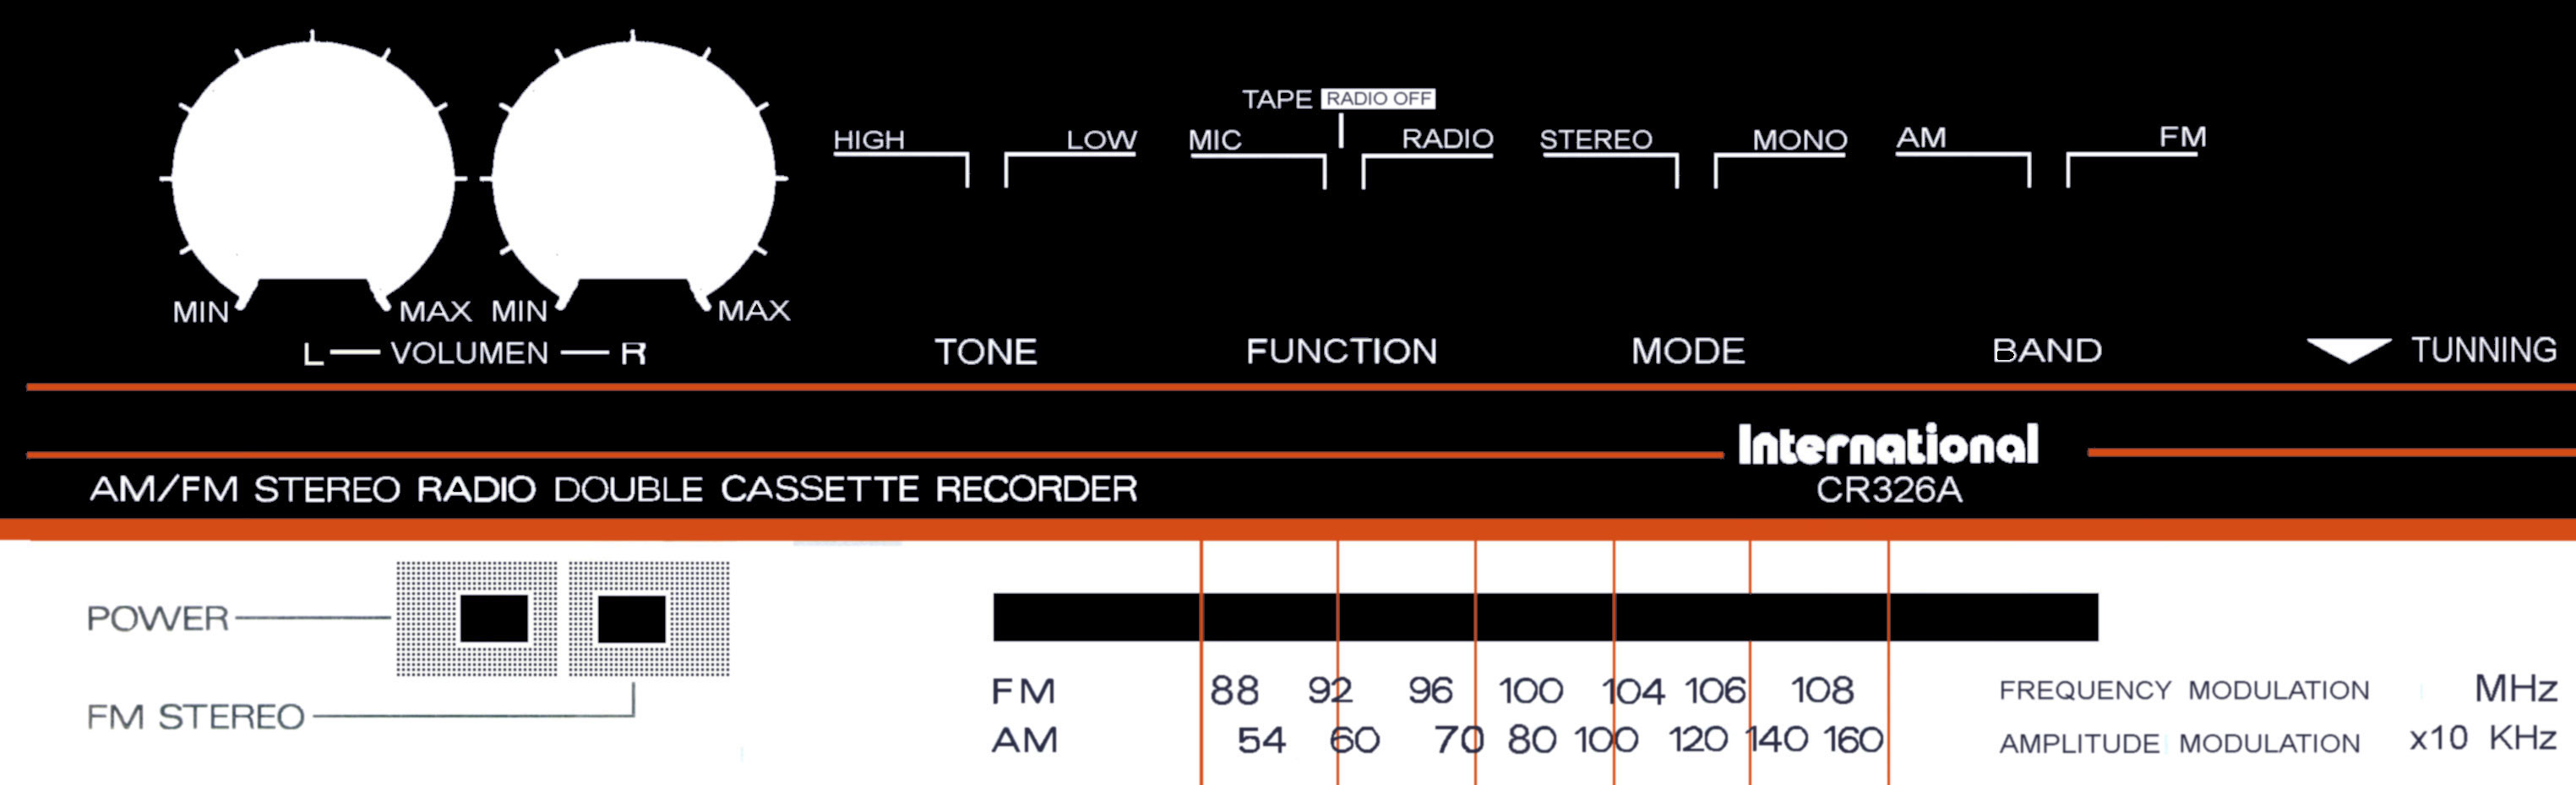 TAPE RADIO OFF
HIGH LOW MIC RADIO STEREO MONO AM FM
MIN MAX MIN MAX
L VOLUMEN R TONE FUNCTION MODE BAND TUNNING
International
AM/FM STEREO RADIO DOUBLE CASSETTE RECORDER CR326A
POWER
FM 88 92 96 100 104 106 108 FREQUENCY MODULATION MHz
FM STEREO
AM 54 60 70 80 100 120 140 160 AMPLITUDE MODULATION x10 KHz